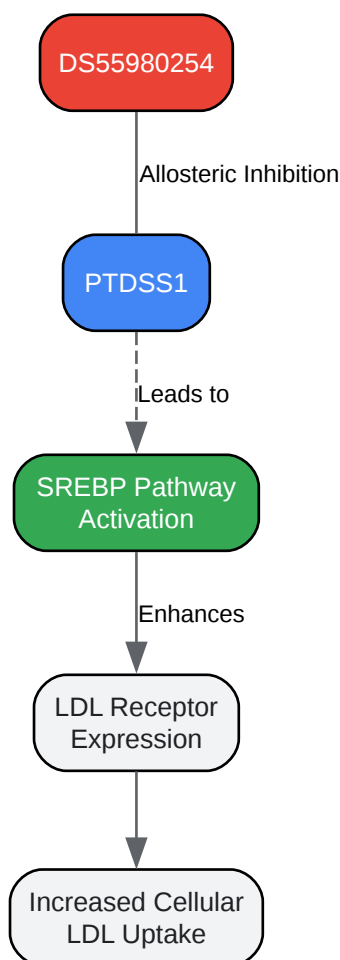 DS55980254
Allosteric Inhibition
PTDSS1
Leads to
SREBP Pathway
Activation
Enhances
LDL Receptor
Expression
Increased Cellular
LDL Uptake